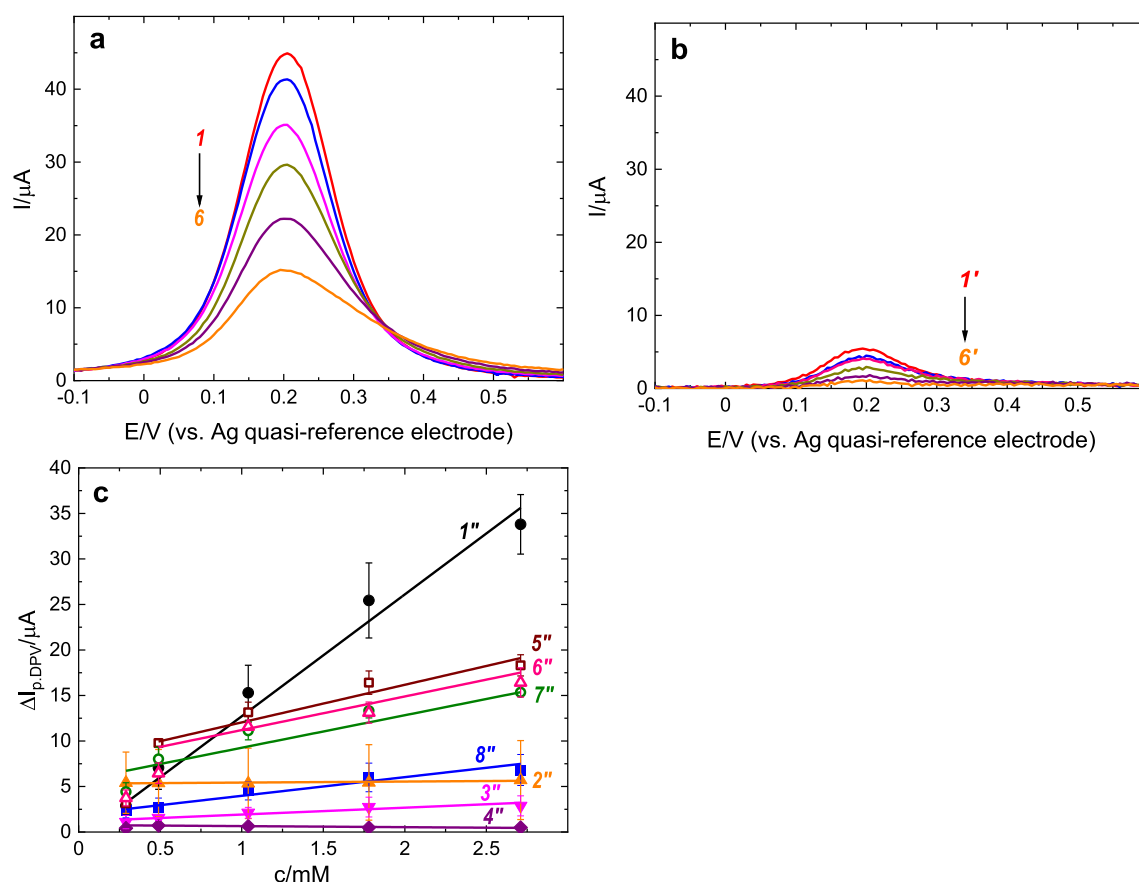 a
I/µA
40
30
20
10
0
1
6
-0.1 0 0.1 0.2 0.3 0.4 0.5
E/V (vs. Ag quasi-reference electrode)
b
I/µA
40
30
20
10
0
1'
6'
-0.1 0 0.1 0.2 0.3 0.4 0.5
E/V (vs. Ag quasi-reference electrode)
c
ΔIp.DPV/µA
40
35
30
25
20
15
10
5
0
1"
5"
6"
7"
8"
2"
3"
4"
0 0.5 1 1.5 2 2.5
c/mM